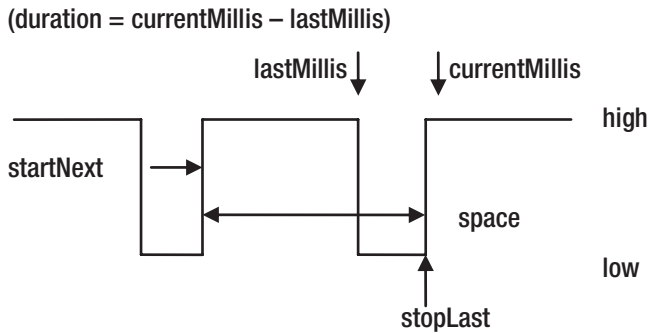 (duration = currentMillis – lastMillis)
lastMillis
currentMillis
high
startNext
space
low
stopLast